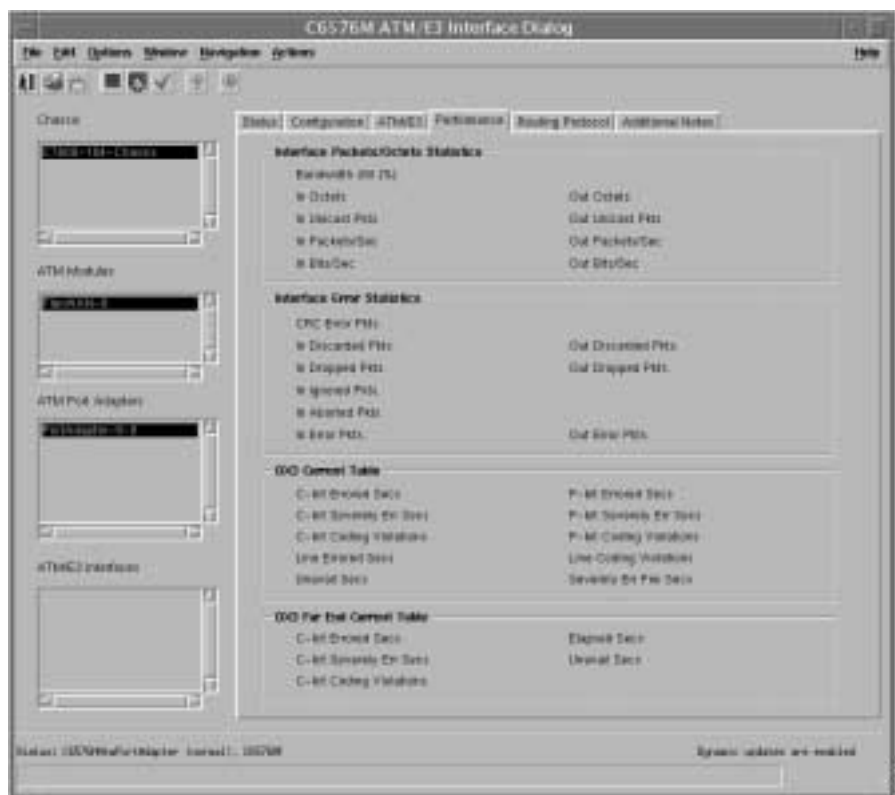 C6576M ATM/E3 Interface Dialog
File Edit Options Window Navigation Actions Help
Chassis
Status Configuration ATM/E3 Performance Routing Protocol Additional Notes
ATM Modules
ATM Port Adapters
ATM/E3 Interfaces
Interface Packets/Octets Statistics
Bandwidth Util (%)
In Octets Out Octets
In Unicast Pkts Out Unicast Pkts
In Packets/Sec Out Packets/Sec
In Bits/Sec Out Bits/Sec
Interface Error Statistics
CRC Error Pkts
In Discarded Pkts Out Discarded Pkts
In Dropped Pkts Out Dropped Pkts
In Ignored Pkts
In Aborted Pkts
In Error Pkts Out Error Pkts
Current Table
C-bit Errored Secs P-bit Errored Secs
C-bit Severely Err Secs P-bit Severely Err Secs
C-bit Coding Violations P-bit Coding Violations
Line Errored Secs Line Coding Violations
Unavail Secs Severely Err Secs
Far End Current Table
C-bit Errored Secs Elapsed Secs
C-bit Severely Err Secs Unavail Secs
C-bit Coding Violations
Status: C6576M
Dynamic updates are enabled